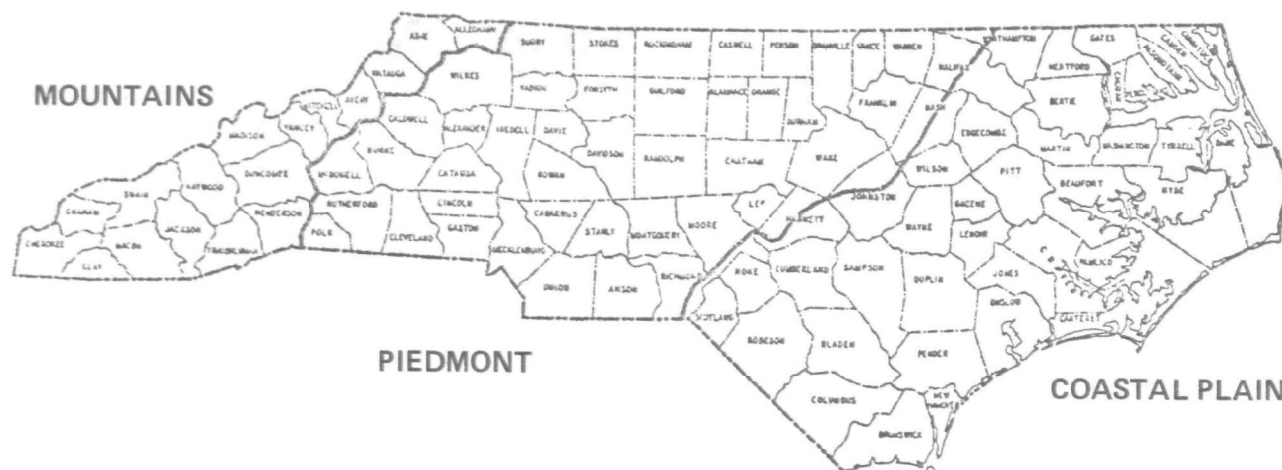 ASHE
ALLEGHANY
SURRY
STOKES
ROCKINGHAM
CASWELL
PERSON
GRANVILLE
VANCE
WARREN
NORTHAMPTON
GATES
HALIFAX
HERTFORD
WATAUGA
WILKES
MOUNTAINS
YADKIN
FORSYTH
GUILFORD
ALAMANCE
ORANGE
DURHAM
FRANKLIN
NASH
BERTIE
MITCHELL
AVERY
CALDWELL
ALEXANDER
IREDELL
DAVIE
EDGECOMBE
MADISON
YANCEY
BURKE
DAVIDSON
RANDOLPH
CHATHAM
WAKE
MARTIN
WASHINGTON
TYRRELL
DARE
BUNCOMBE
McDOWELL
CATAWBA
ROWAN
WILSON
PITT
BEAUFORT
HYDE
SWAIN
HAYWOOD
RUTHERFORD
LINCOLN
CABARRUS
LEE
JOHNSTON
GREENE
GRAHAM
HENDERSON
GASTON
STANLY
MONTGOMERY
MOORE
HARNETT
WAYNE
LENOIR
CHEROKEE
MACON
JACKSON
TRANSYLVANIA
POLK
CLEVELAND
MECKLENBURG
CLAY
RICHMOND
HOKE
CUMBERLAND
SAMPSON
DUPLIN
JONES
PAMLICO
UNION
ANSON
ONSLOW
SCOTLAND
CARTERET
ROBESON
BLADEN
PENDER
PIEDMONT
COASTAL PLAIN
COLUMBUS
NEW HANOVER
BRUNSWICK